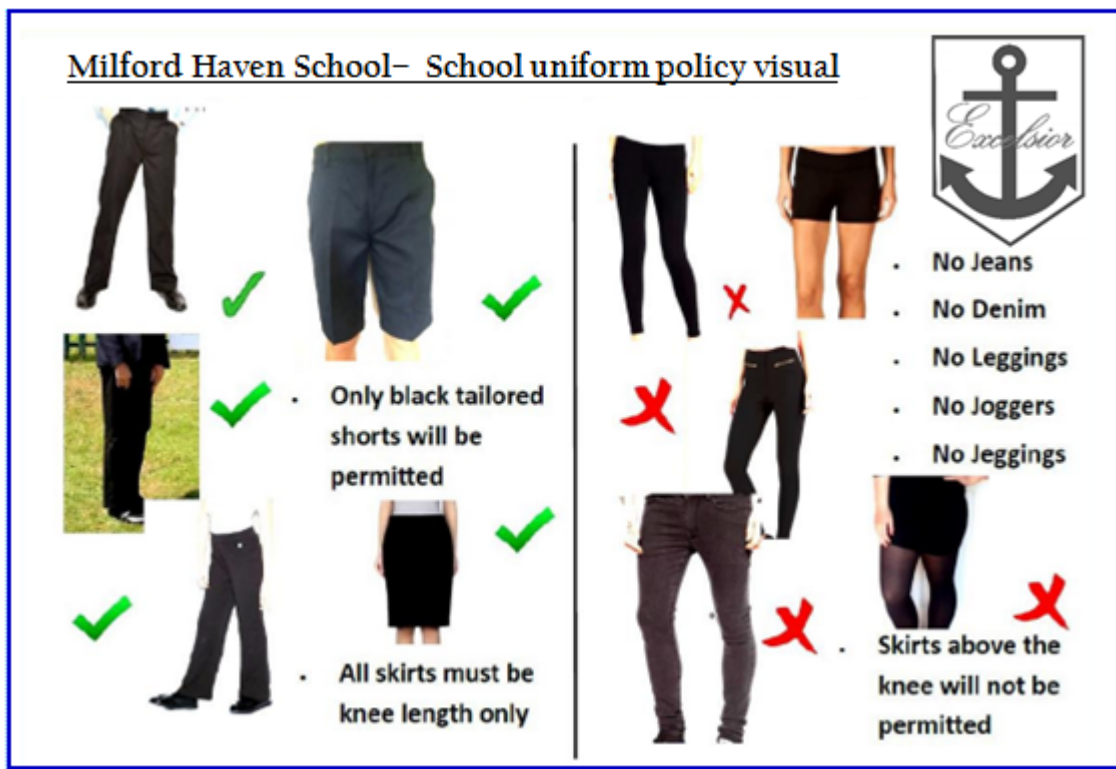 Milford Haven School– School uniform policy visual
Excelsior
• Only black tailored
shorts will be
permitted
• All skirts must be
knee length only
• No Jeans
• No Denim
• No Leggings
• No Joggers
• No Jeggings
• Skirts above the
knee will not be
permitted